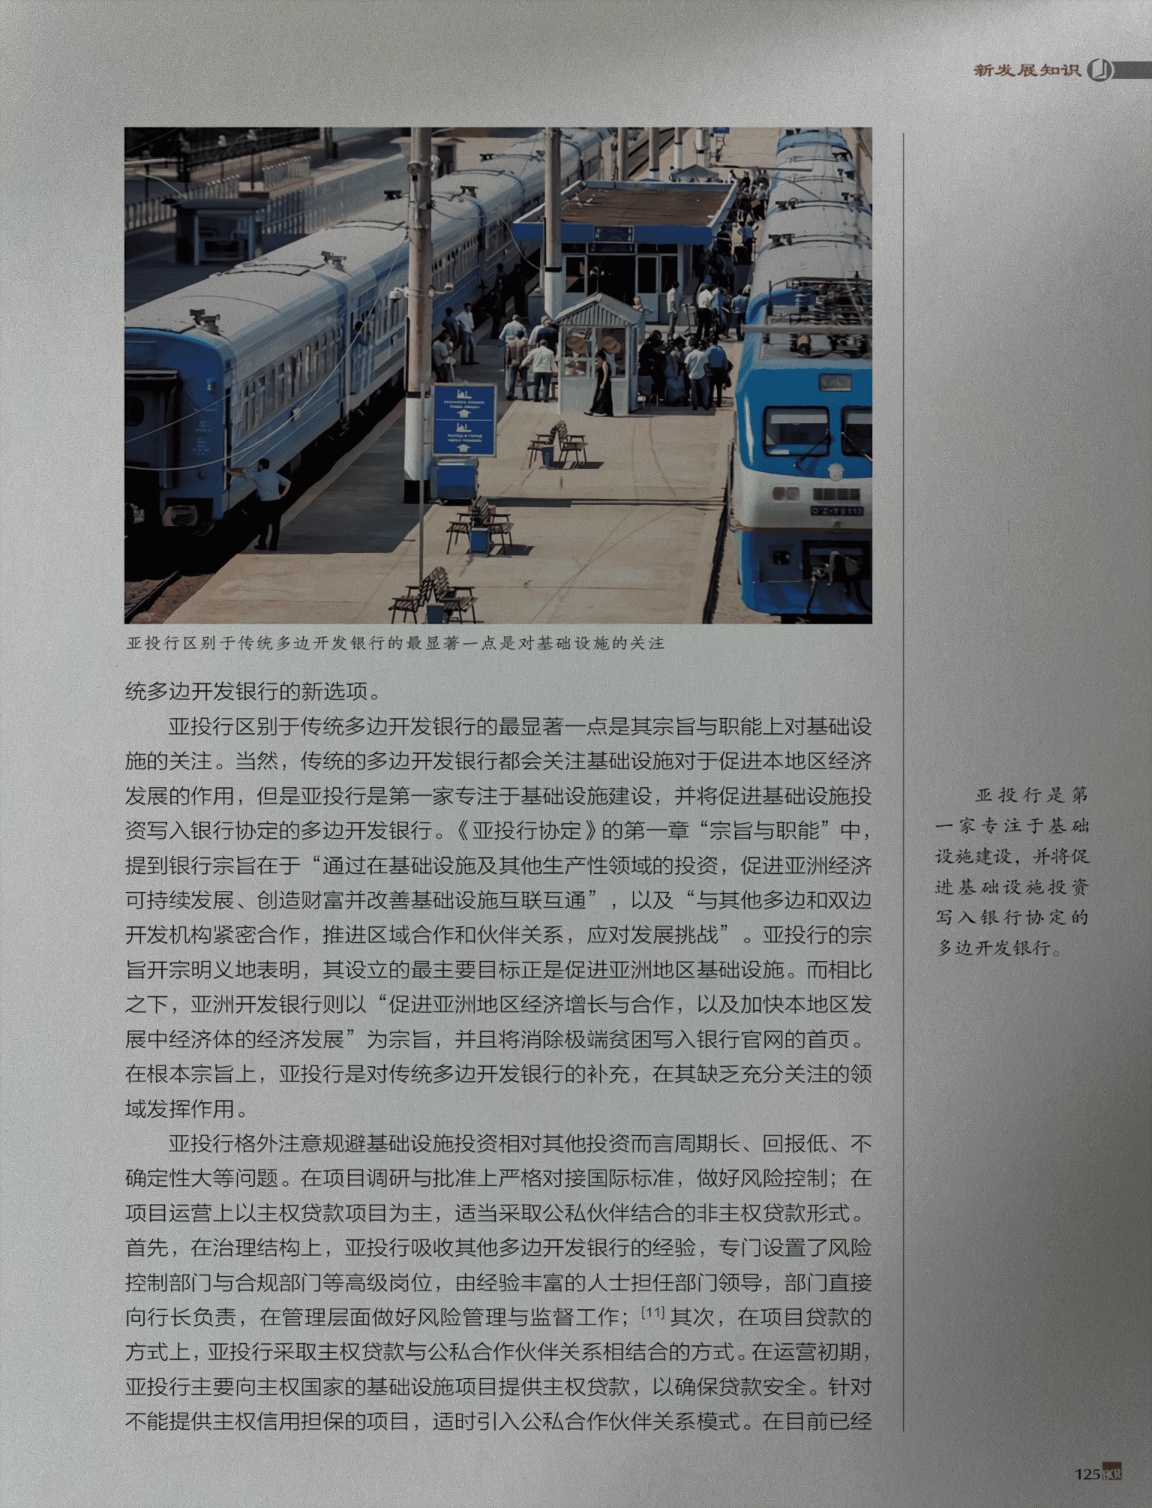 新发展知识
亚投行区别于传统多边开发银行的最显著一点是对基础设施的关注
统多边开发银行的新选项。
亚投行区别于传统多边开发银行的最显著一点是其宗旨与职能上对基础设
施的关注。当然，传统的多边开发银行都会关注基础设施对于促进本地区经济
发展的作用，但是亚投行是第一家专注于基础设施建设，并将促进基础设施投
资写入银行协定的多边开发银行。《亚投行协定》的第一章“宗旨与职能”中，
提到银行宗旨在于“通过在基础设施及其他生产性领域的投资，促进亚洲经济
可持续发展、创造财富并改善基础设施互联互通”，以及“与其他多边和双边
开发机构紧密合作，推进区域合作和伙伴关系，应对发展挑战”。亚投行的宗
旨开宗明义地表明，其设立的最主要目标正是促进亚洲地区基础设施。而相比
之下，亚洲开发银行则以“促进亚洲地区经济增长与合作，以及加快本地区发
展中经济体的经济发展”为宗旨，并且将消除极端贫困写入银行官网的首页。
在根本宗旨上，亚投行是对传统多边开发银行的补充，在其缺乏充分关注的领
域发挥作用。
亚投行格外注意规避基础设施投资相对其他投资而言周期长、回报低、不
确定性大等问题。在项目调研与批准上严格对接国际标准，做好风险控制；在
项目运营上以主权贷款项目为主，适当采取公私伙伴结合的非主权贷款形式。
首先，在治理结构上，亚投行吸收其他多边开发银行的经验，专门设置了风险
控制部门与合规部门等高级岗位，由经验丰富的人士担任部门领导，部门直接
向行长负责，在管理层面做好风险管理与监督工作；[11]其次，在项目贷款的
方式上，亚投行采取主权贷款与公私合作伙伴关系相结合的方式。在运营初期，
亚投行主要向主权国家的基础设施项目提供主权贷款，以确保贷款安全。针对
不能提供主权信用担保的项目，适时引入公私合作伙伴关系模式。在目前已经
亚投行是第
一家专注于基础
设施建设，并将促
进基础设施投资
写入银行协定的
多边开发银行。
125